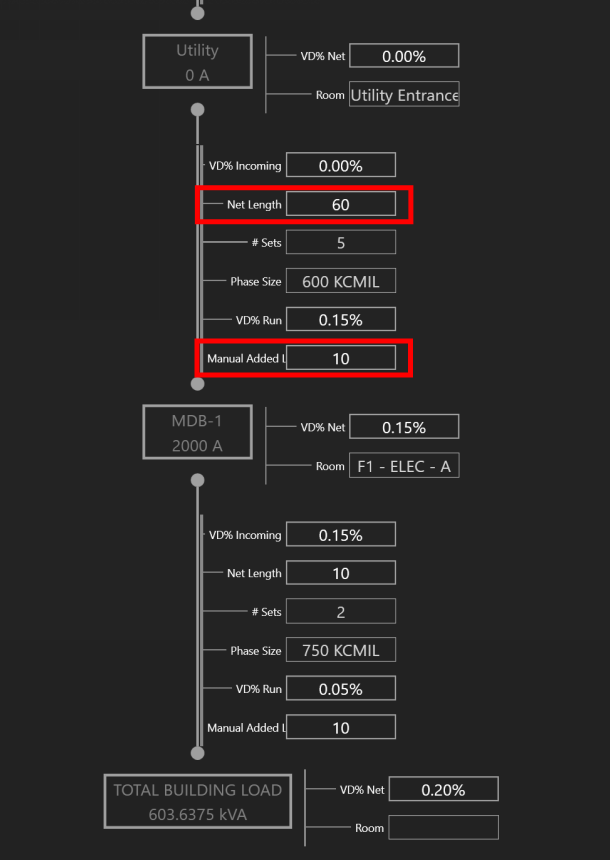 Utility
0 A
VD% Net 0.00%
Room Utility Entrance
VD% Incoming 0.00%
Net Length 60
# Sets 5
Phase Size 600 KCMIL
VD% Run 0.15%
Manual Added L 10
MDB-1
2000 A
VD% Net 0.15%
Room F1 - ELEC - A
VD% Incoming 0.15%
Net Length 10
# Sets 2
Phase Size 750 KCMIL
VD% Run 0.05%
Manual Added L 10
TOTAL BUILDING LOAD
603.6375 kVA
VD% Net 0.20%
Room